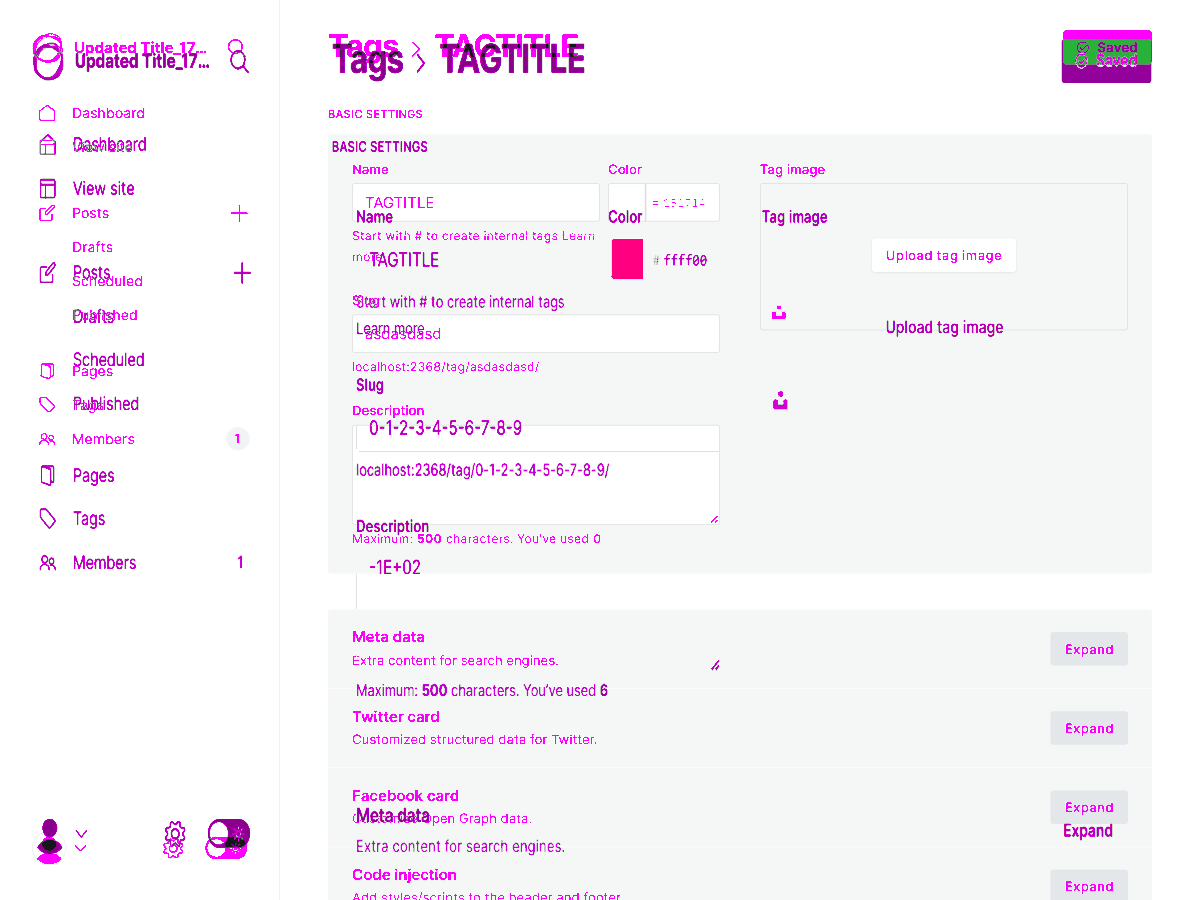 Updated Title_17...
Updated Title_17...
Dashboard
Dashboard
View site
View site
Posts
Drafts
Posts
Scheduled
Published
Drafts
Scheduled
Pages
Published
Tags
Members 1
Pages
Tags
Members 1
Tags > TAGTITLE
Tags > TAGTITLE
Saved
Saved
BASIC SETTINGS
BASIC SETTINGS
Name Color Tag image
TAGTITLE
Name Color Tag image
Start with # to create internal tags Learn
more
TAGTITLE # ffff00
Upload tag image
Slug
Start with # to create internal tags
Learn more
asdasdasd
Upload tag image
localhost:2368/tag/asdasdasd/
Slug
Description
0-1-2-3-4-5-6-7-8-9
localhost:2368/tag/0-1-2-3-4-5-6-7-8-9/
Description
Maximum: 500 characters. You've used 0
-1E+02
Meta data
Extra content for search engines.
Expand
Maximum: 500 characters. You've used 6
Twitter card
Customized structured data for Twitter.
Expand
Facebook card
Expand
Meta data
Customize Open Graph data.
Expand
Extra content for search engines.
Code injection
Add styles/scripts to the header and footer
Expand